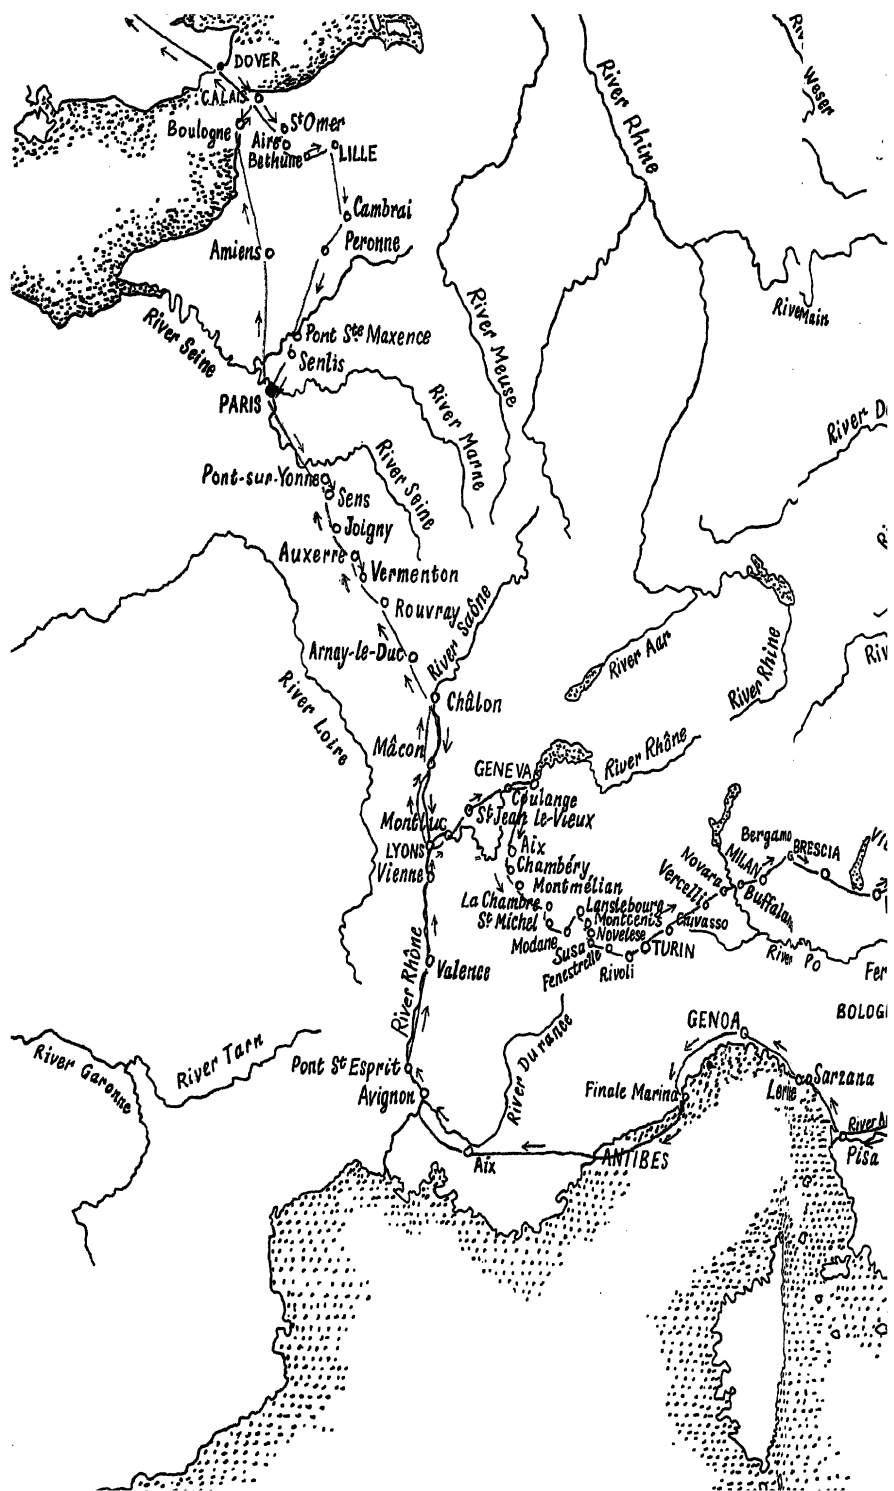 DOVER
CALAIS
St Omer
Boulogne
Aire
Bethune
LILLE
River Rhine
Weser
Cambrai
Peronne
Amiens
River Main
River Seine
Pont Ste Maxence
Senlis
PARIS
River Meuse
River Marne
Pont-sur-Yonne
Sens
River Seine
Joigny
Auxerre
Vermenton
Rouvray
Arnay-le-Duc
River Saône
River Aar
River Rhine
River Loire
Châlon
Mâcon
GENEVA
River Rhône
Coulange
St Jean le-Vieux
Montluc
LYONS
Vienne
Aix
Chambéry
Montmélian
La Chambre
St Michel
Modane
Lanslebourg
Montcenis
Novelese
Susa
Fenestrelle
Rivoli
TURIN
Chivasso
Vercelli
Novara
MILAN
Buffalan
Bergamo
BRESCIA
River Po
Fer
BOLOG
Valence
River Rhône
River Durance
GENOA
River Garonne
River Tarn
Pont St Esprit
Avignon
Finale Marina
Lerne
Sarzana
River
Pisa
Aix
ANTIBES